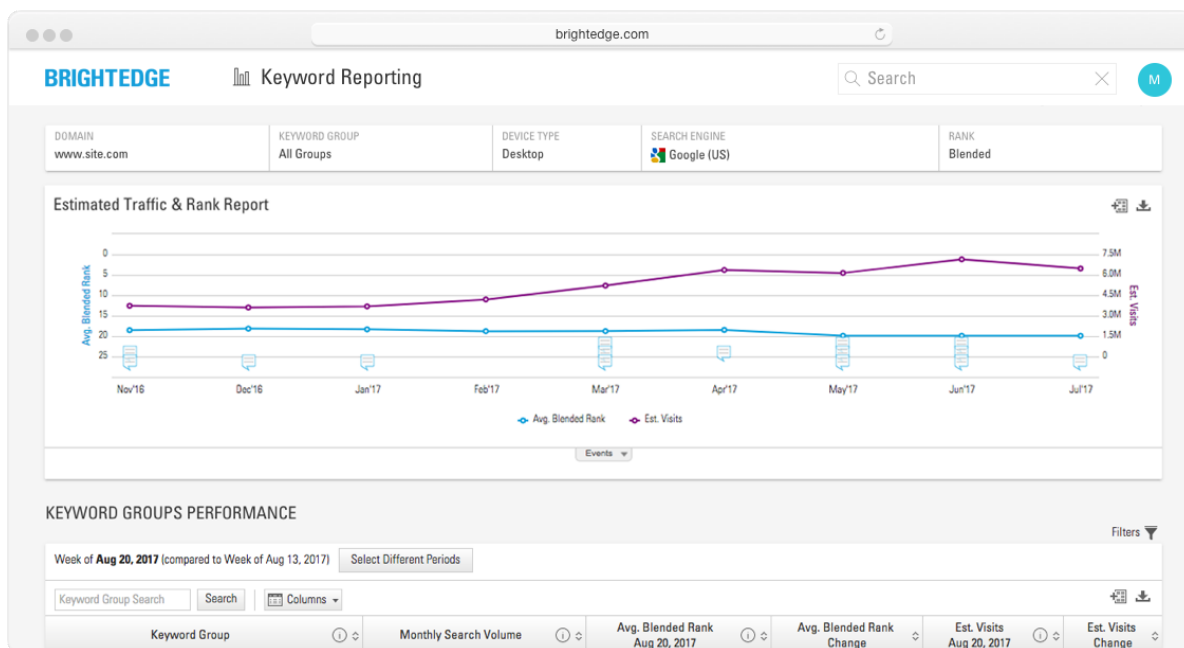 brightedge.com
BRIGHTEDGE
Keyword Reporting
Search
M
DOMAIN
www.site.com
KEYWORD GROUP
All Groups
DEVICE TYPE
Desktop
SEARCH ENGINE
Google (US)
RANK
Blended
Estimated Traffic & Rank Report
Avg. Blended Rank
0
5
10
15
20
25
7.5M
6.0M
4.5M
3.0M
1.5M
0
Est. Visits
Nov'16
Dec'16
Jan'17
Feb'17
Mar'17
Apr'17
May'17
Jun'17
Jul'17
Avg. Blended Rank
Est. Visits
Events
KEYWORD GROUPS PERFORMANCE
Filters
Week of Aug 20, 2017 (compared to Week of Aug 13, 2017)
Select Different Periods
Keyword Group Search
Search
Columns
Keyword Group
Monthly Search Volume
Avg. Blended Rank
Aug 20, 2017
Avg. Blended Rank
Change
Est. Visits
Aug 20, 2017
Est. Visits
Change